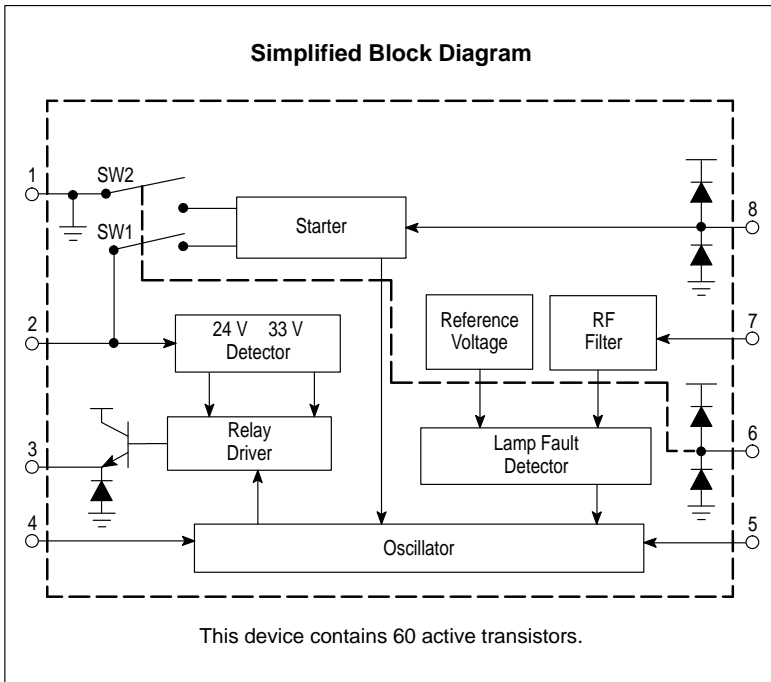 Simplified Block Diagram
1
SW2
Starter
8
SW1
2
24 V 33 V
Detector
Reference
Voltage
RF
Filter
7
3
Relay
Driver
Lamp Fault
Detector
6
4
Oscillator
5
This device contains 60 active transistors.